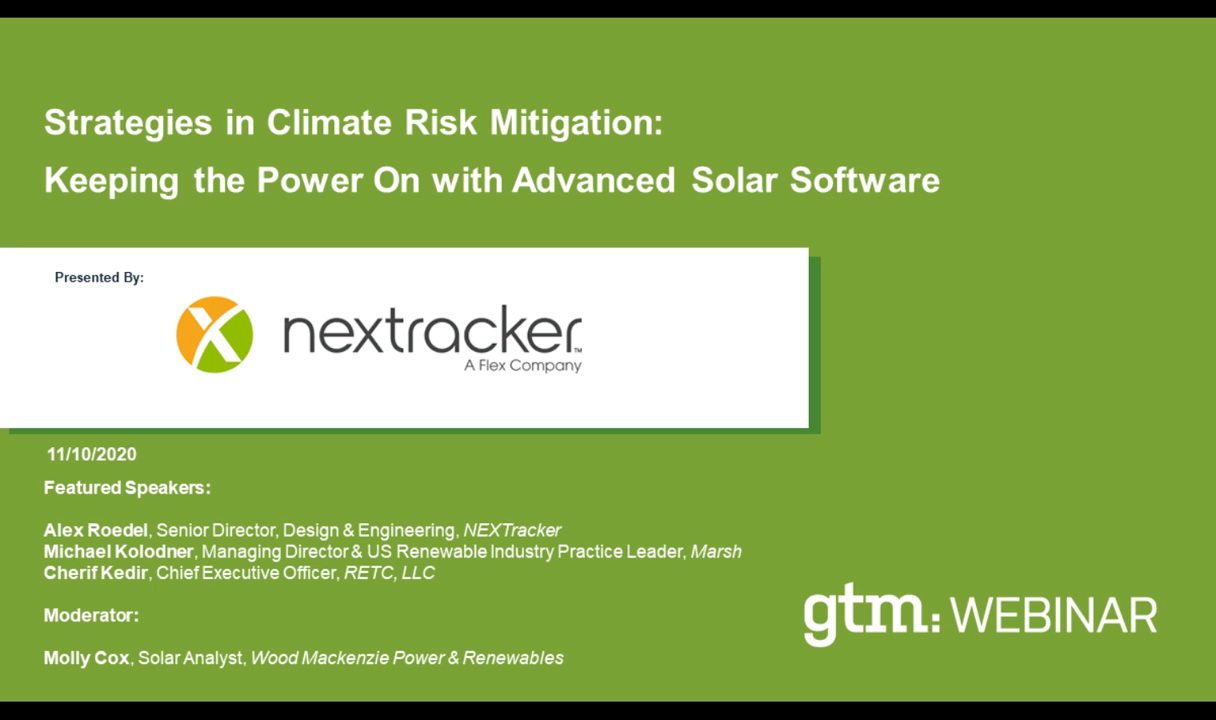 Strategies in Climate Risk Mitigation:
Keeping the Power On with Advanced Solar Software
Presented By:
nextracker™
A Flex Company
11/10/2020
Featured Speakers:
Alex Roedel, Senior Director, Design & Engineering, NEXTracker
Michael Kolodner, Managing Director & US Renewable Industry Practice Leader, Marsh
Cherif Kedir, Chief Executive Officer, RETC, LLC
Moderator:
Molly Cox, Solar Analyst, Wood Mackenzie Power & Renewables
gtm: WEBINAR